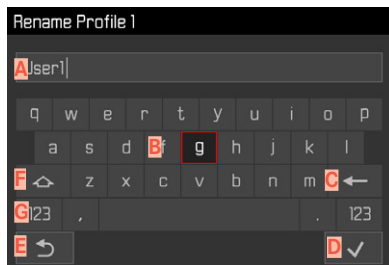 Rename Profile 1
A User1
q w e r t y u i o p
a s d B f g h j k l
F z x c v b n m C
G 123 , . 123
E D